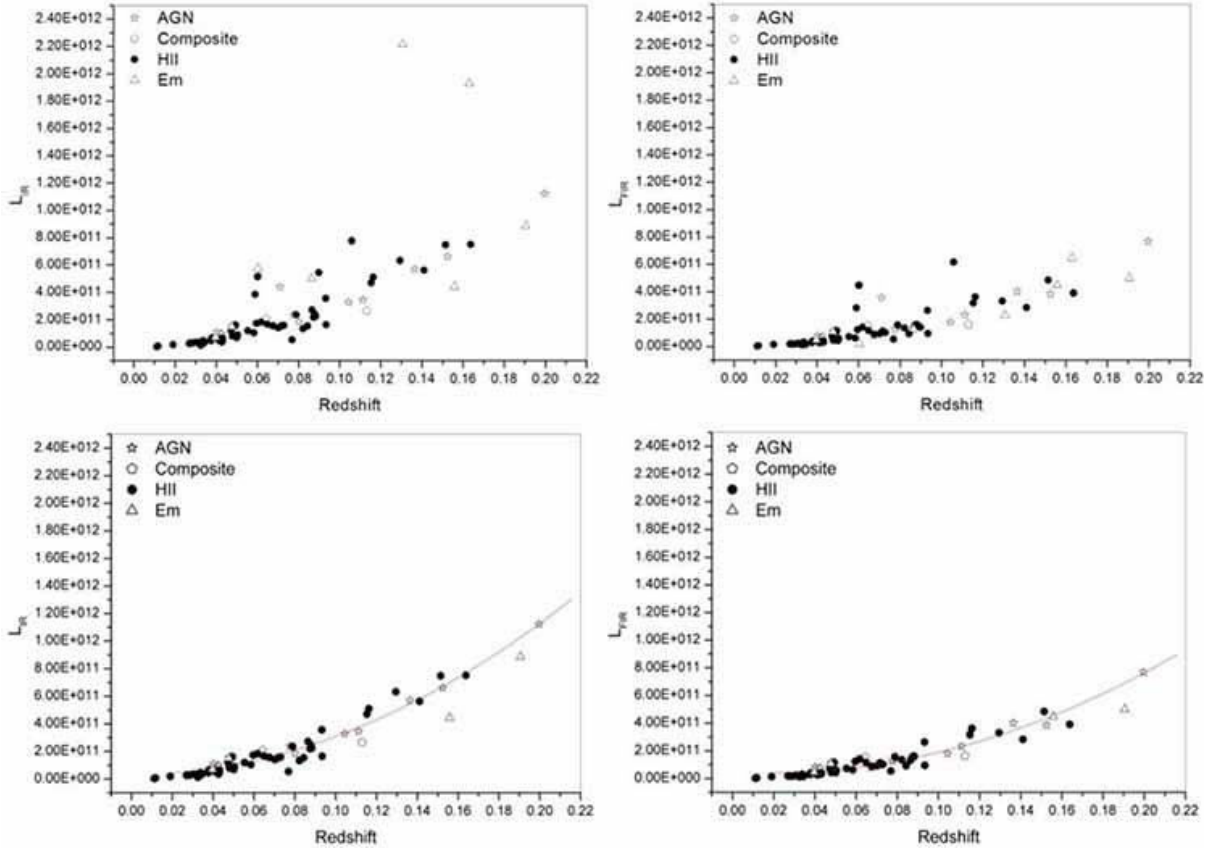 2.40E+012
2.20E+012
2.00E+012
1.80E+012
1.60E+012
1.40E+012
1.20E+012
1.00E+012
8.00E+011
6.00E+011
4.00E+011
2.00E+011
0.00E+000
L_IR
AGN
Composite
HII
Em
0.00 0.02 0.04 0.06 0.08 0.10 0.12 0.14 0.16 0.18 0.20 0.22
Redshift
2.40E+012
2.20E+012
2.00E+012
1.80E+012
1.60E+012
1.40E+012
1.20E+012
1.00E+012
8.00E+011
6.00E+011
4.00E+011
2.00E+011
0.00E+000
L_FIR
AGN
Composite
HII
Em
0.00 0.02 0.04 0.06 0.08 0.10 0.12 0.14 0.16 0.18 0.20 0.22
Redshift
2.40E+012
2.20E+012
2.00E+012
1.80E+012
1.60E+012
1.40E+012
1.20E+012
1.00E+012
8.00E+011
6.00E+011
4.00E+011
2.00E+011
0.00E+000
L_IR
AGN
Composite
HII
Em
0.00 0.02 0.04 0.06 0.08 0.10 0.12 0.14 0.16 0.18 0.20 0.22
Redshift
2.40E+012
2.20E+012
2.00E+012
1.80E+012
1.60E+012
1.40E+012
1.20E+012
1.00E+012
8.00E+011
6.00E+011
4.00E+011
2.00E+011
0.00E+000
L_FIR
AGN
Composite
HII
Em
0.00 0.02 0.04 0.06 0.08 0.10 0.12 0.14 0.16 0.18 0.20 0.22
Redshift